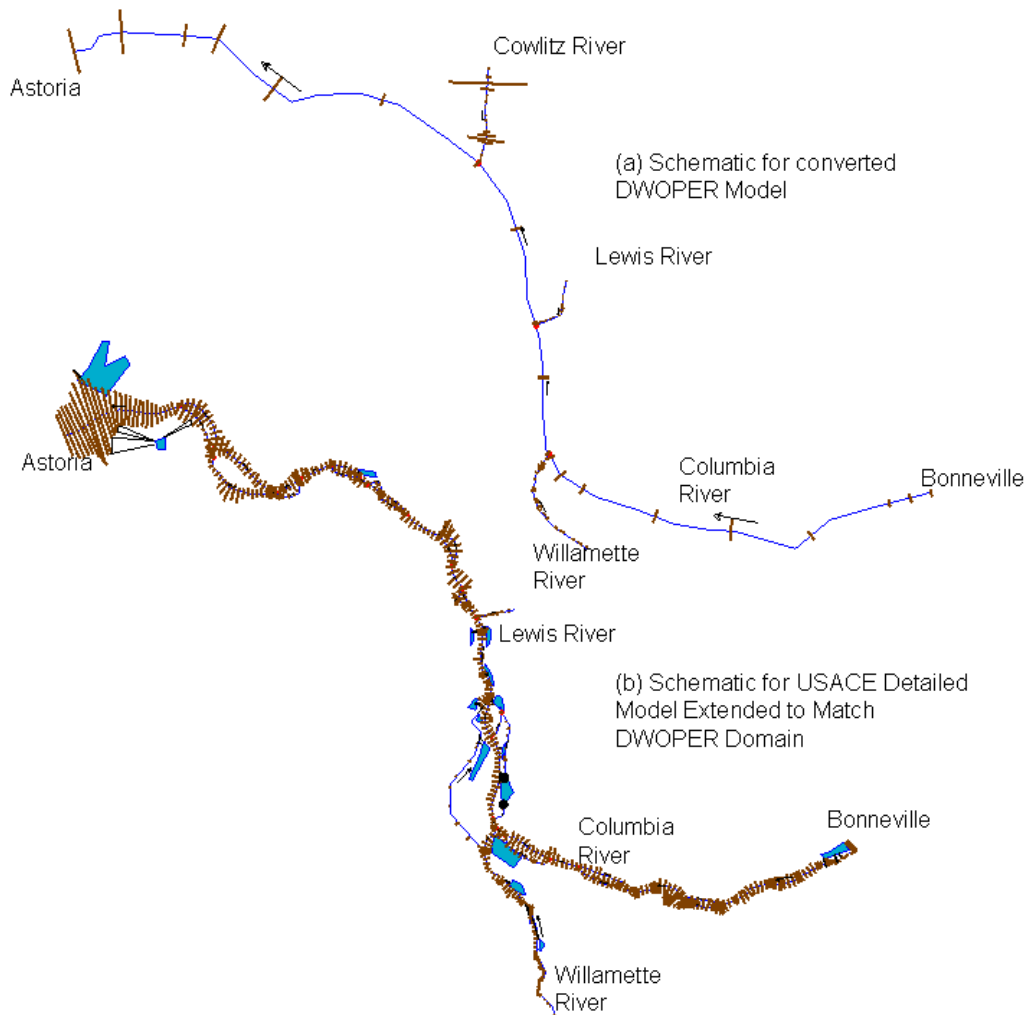 Cowlitz River
Astoria
(a) Schematic for converted
DWOPER Model
Lewis River
Columbia
River
Bonneville
Willamette
River
Astoria
Lewis River
(b) Schematic for USACE Detailed
Model Extended to Match
DWOPER Domain
Columbia
River
Bonneville
Willamette
River